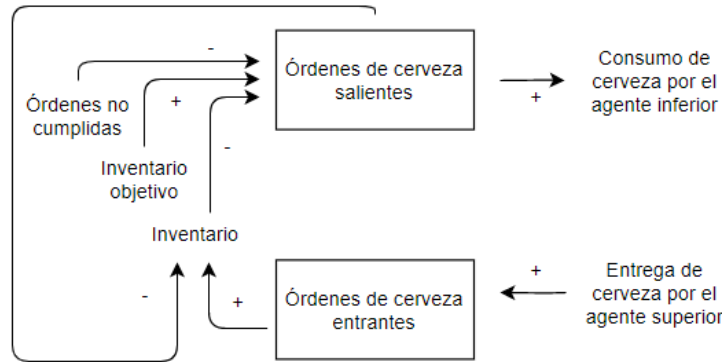 -
Órdenes no
cumplidas
+
Inventario
objetivo
-
Inventario
-
+
Órdenes de cerveza
salientes
+
Consumo de
cerveza por el
agente inferior
Órdenes de cerveza
entrantes
+
Entrega de
cerveza por el
agente superior